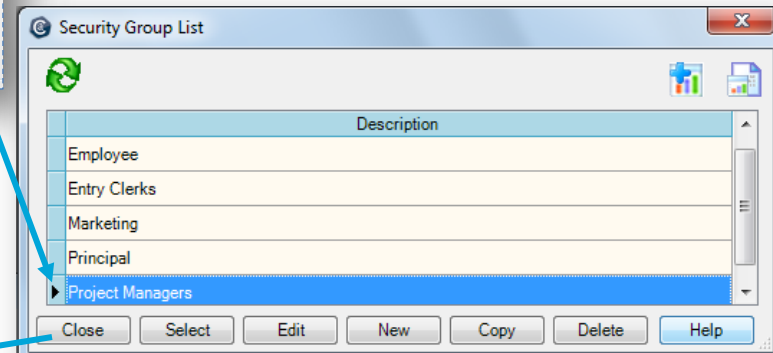 Security Group List
Description
Employee
Entry Clerks
Marketing
Principal
Project Managers
Close Select Edit New Copy Delete Help